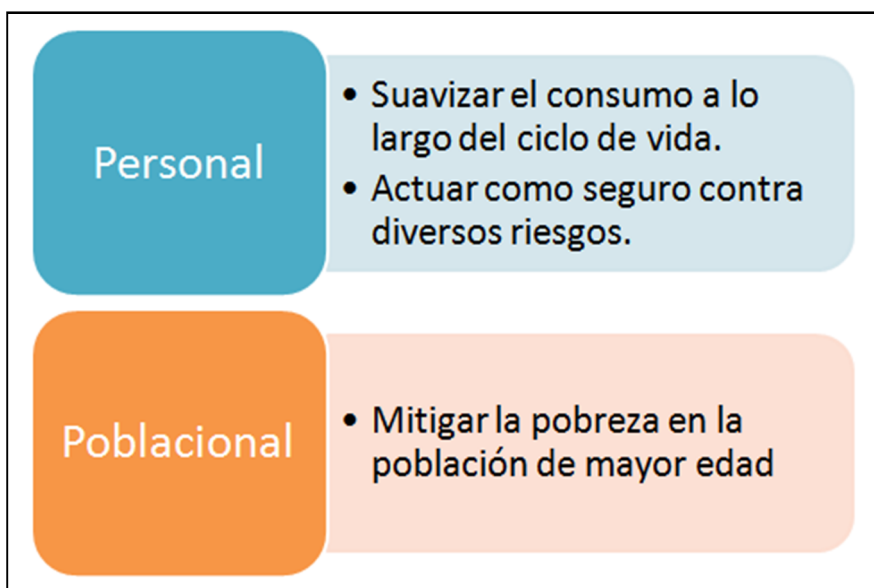 Personal
• Suavizar el consumo a lo
largo del ciclo de vida.
• Actuar como seguro contra
diversos riesgos.
Poblacional
• Mitigar la pobreza en la
población de mayor edad